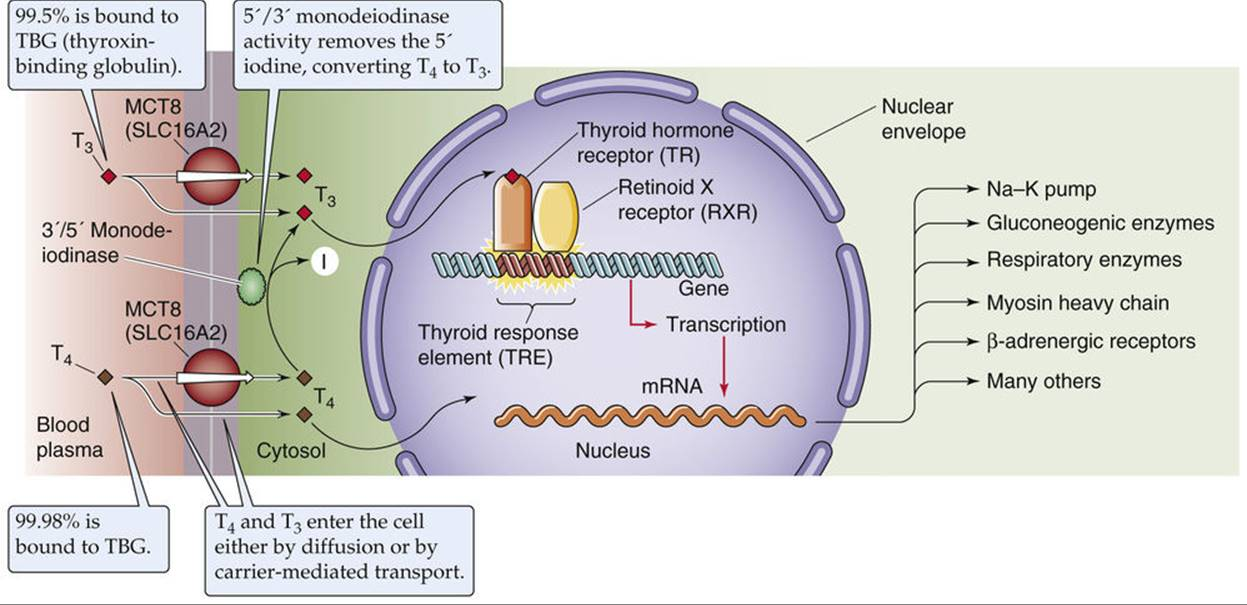 99.5% is bound to
TBG (thyroxin-
binding globulin).
5´/3´ monodeiodinase
activity removes the 5´
iodine, converting T₄ to T₃.
MCT8
(SLC16A2)
T₃
T₃
3´/5´ Monode-
iodinase
I
MCT8
(SLC16A2)
T₄
T₄
Blood
plasma
Cytosol
99.98% is
bound to TBG.
T₄ and T₃ enter the cell
either by diffusion or by
carrier-mediated transport.
Thyroid hormone
receptor (TR)
Retinoid X
receptor (RXR)
Gene
Thyroid response
element (TRE)
Transcription
mRNA
Nucleus
Nuclear
envelope
Na–K pump
Gluconeogenic enzymes
Respiratory enzymes
Myosin heavy chain
β-adrenergic receptors
Many others